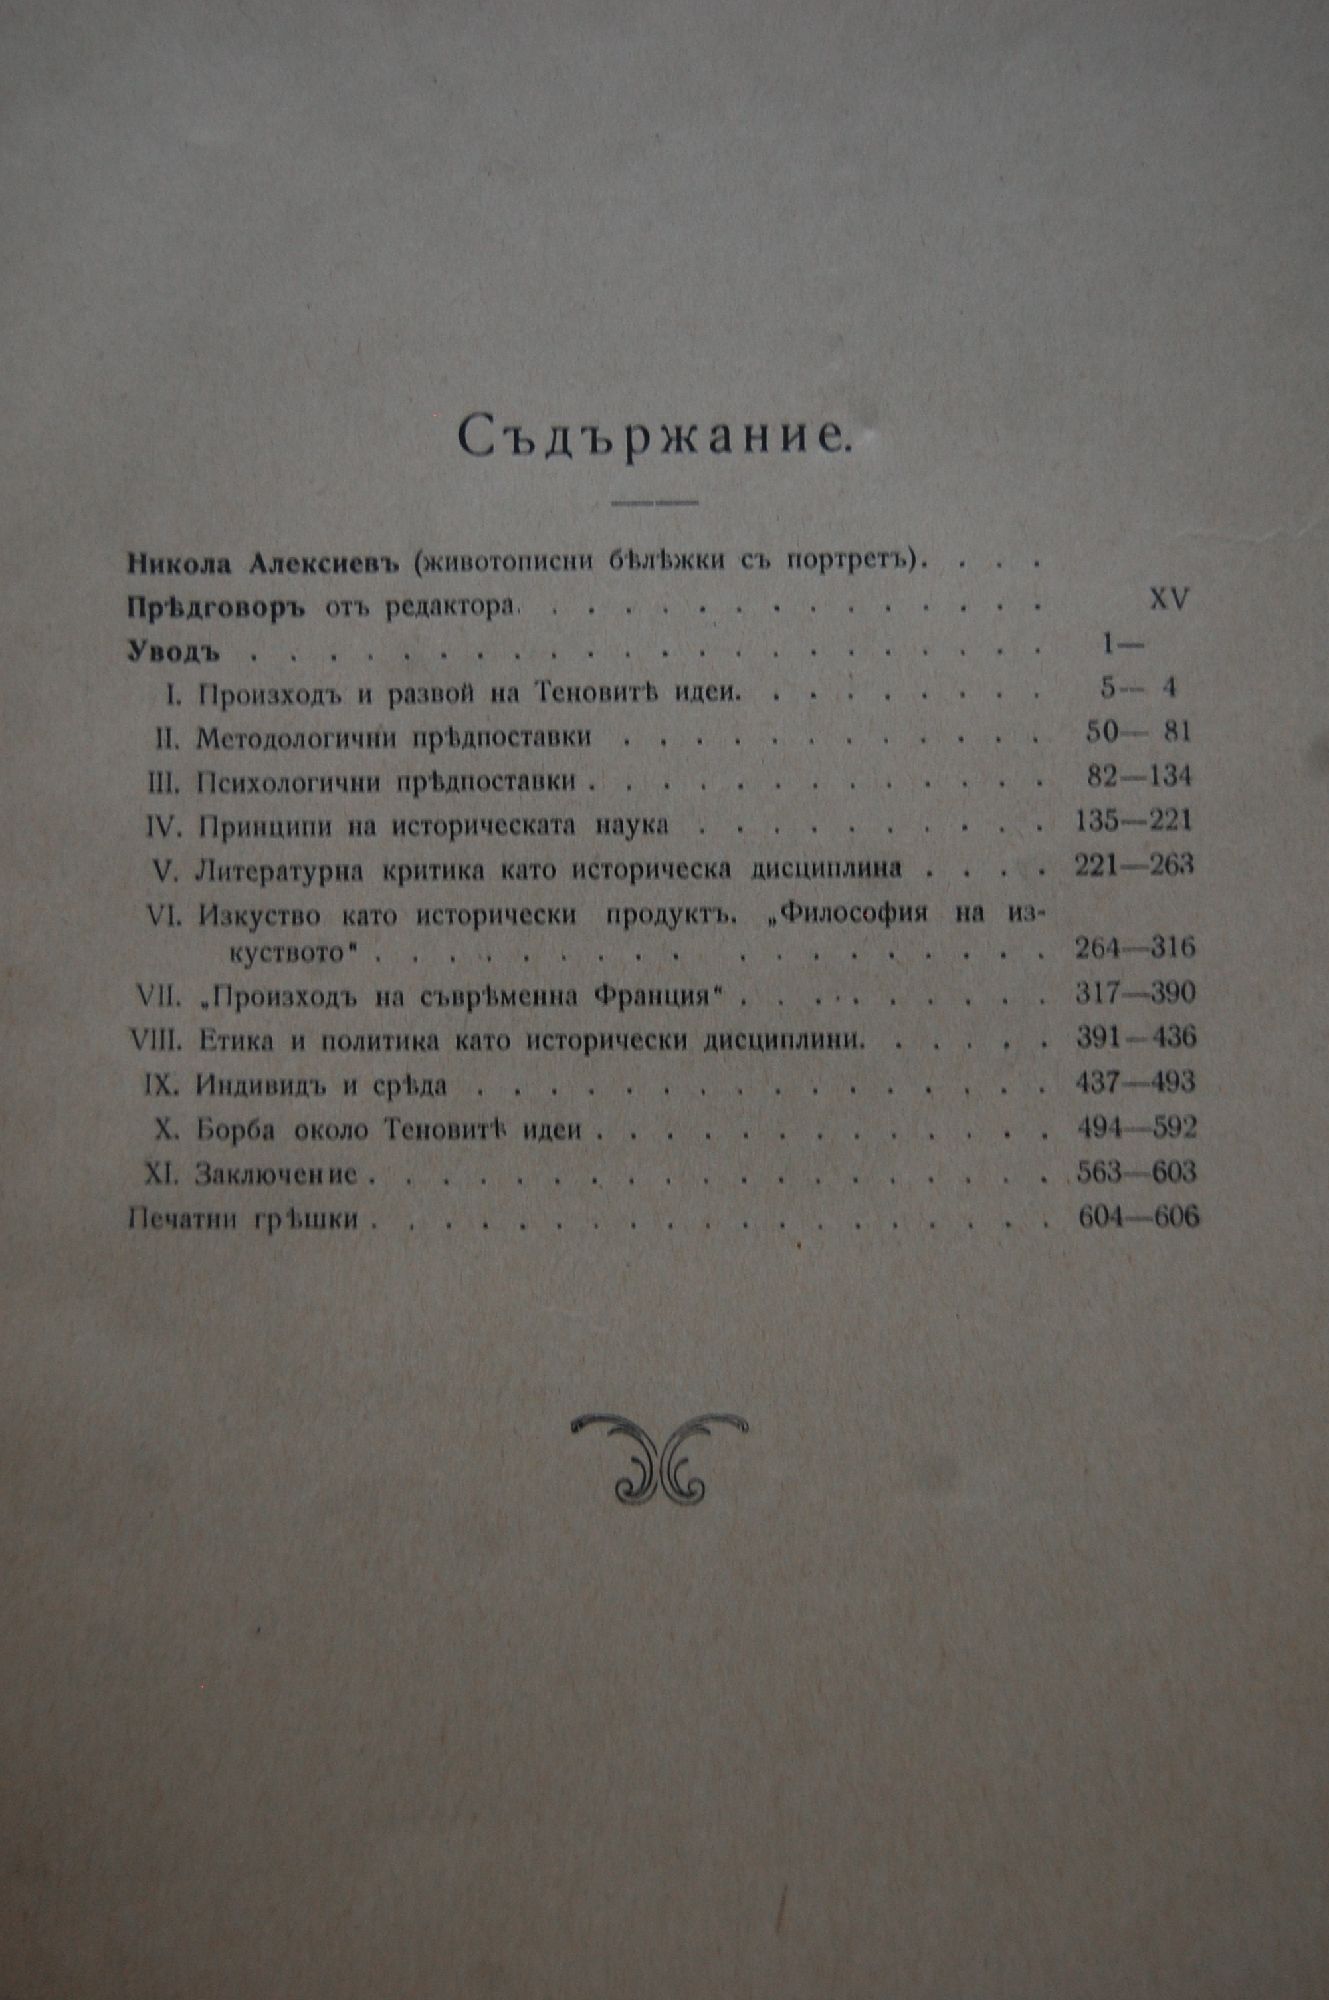 Съдържание.
Никола Алексиевъ (животописни бѣлѣжки съ портретъ). . . .
Прѣдговоръ отъ редактора. . . . . . . . . . . . . . . XV
Уводъ . . . . . . . . . . . . . . . . . . . . . . 1—
I. Произходъ и развой на Теновитѣ идеи. . . . . . . . . 5— 4
II. Методологични прѣдпоставки . . . . . . . . . . . . 50— 81
III. Психологични прѣдпоставки . . . . . . . . . . . . . 82—134
IV. Принципи на историческата наука . . . . . . . . . . 135—221
V. Литературна критика като историческа дисциплина . . . . 221—263
VI. Изкуство като исторически продуктъ. „Философия на из-
куството" . . . . . . . . . . . . . . . . . . . 264—316
VII. „Произходъ на съврѣменна Франция" . . . . . . . . . 317—390
VIII. Етика и политика като исторически дисциплини. . . . . . 391—436
IX. Индивидъ и срѣда . . . . . . . . . . . . . . . . 437—493
X. Борба около Теновитѣ идеи . . . . . . . . . . . . . 494—592
XI. Заключение . . . . . . . . . . . . . . . . . . . 563—603
Печатни грѣшки . . . . . . . . . . . . . . . . . . . 604—606